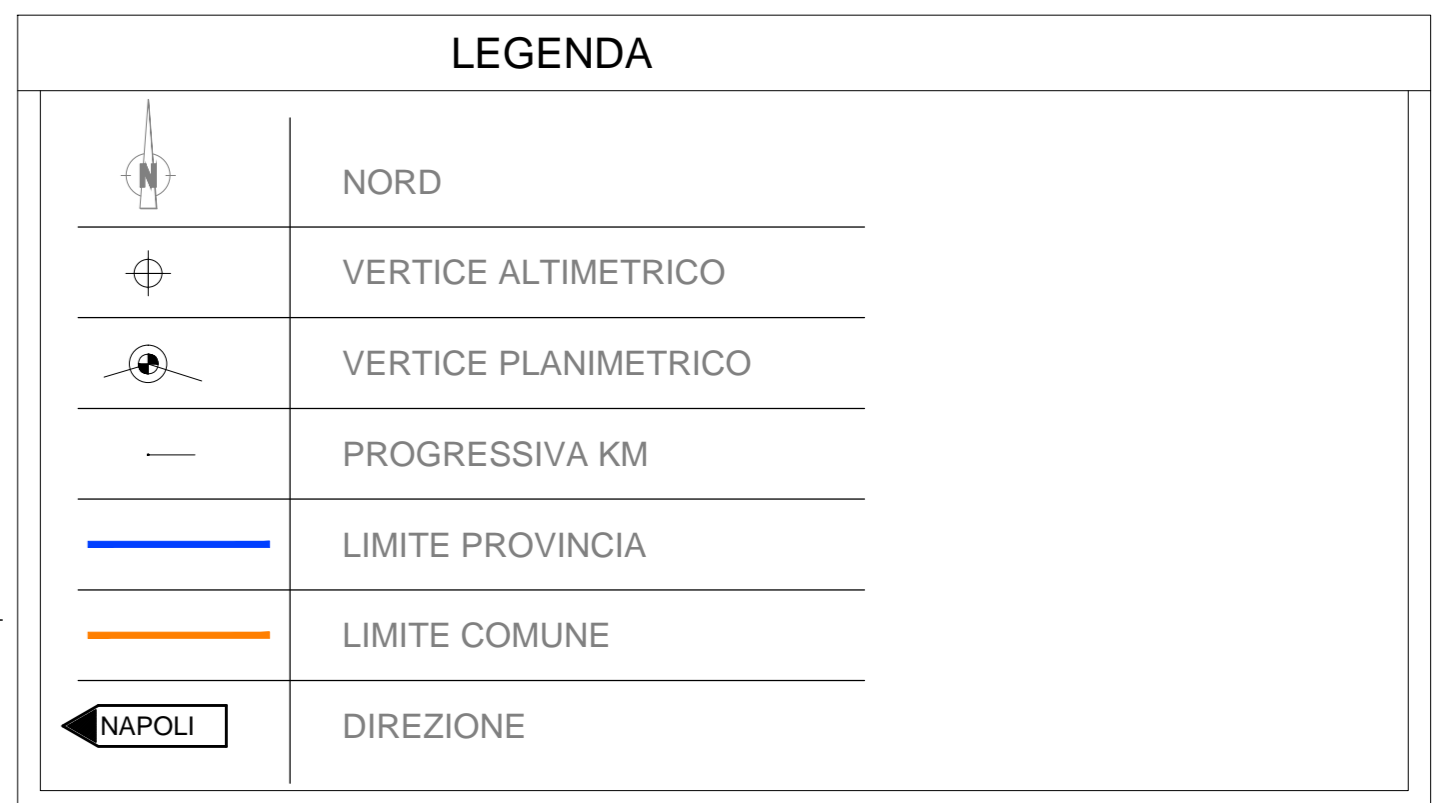 LEGENDA
N
NORD
VERTICE ALTIMETRICO
VERTICE PLANIMETRICO
PROGRESSIVA KM
LIMITE PROVINCIA
LIMITE COMUNE
NAPOLI
DIREZIONE